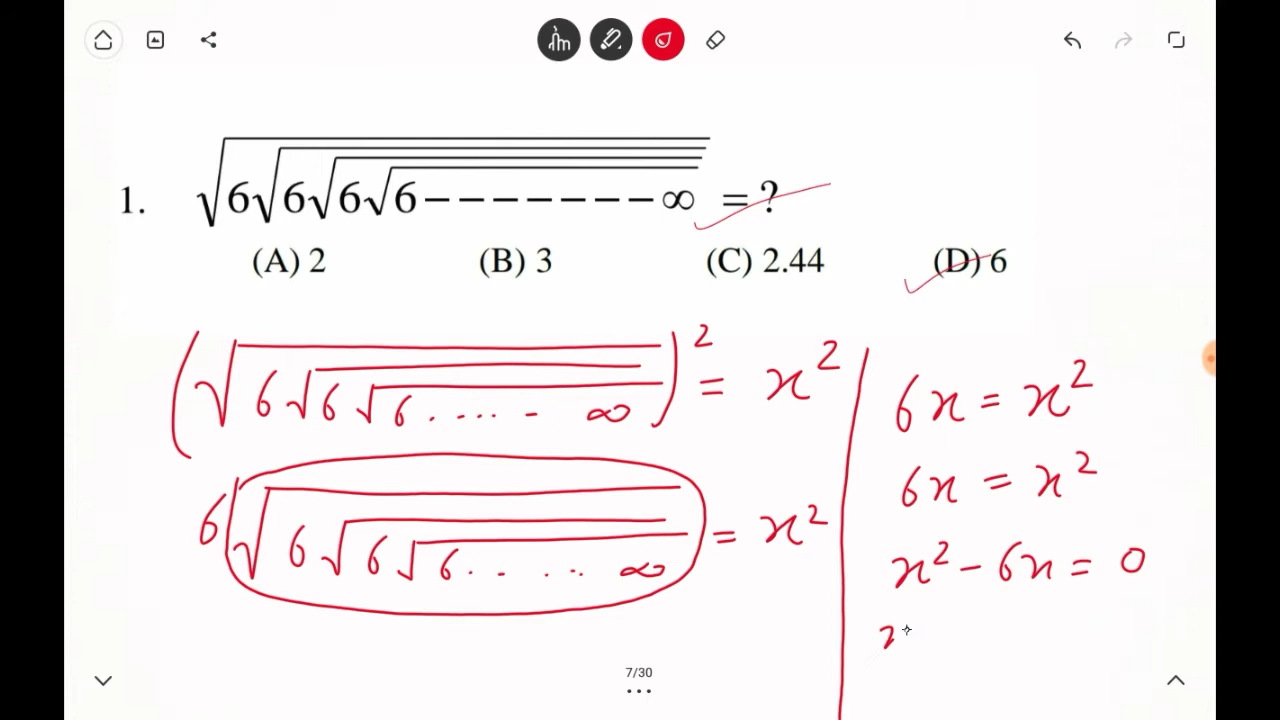 1. √6√6√6√6--------∞ = ?
(A) 2 (B) 3 (C) 2.44 (D) 6
(√6√6√6.....- ∞)² = x²
6(√6√6√6.. ... .. ∞) = x²
6x = x²
6x = x²
x² - 6x = 0
7/30